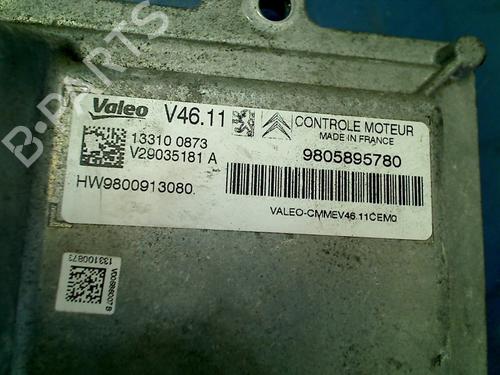 Valeo V46.11 CONTROLE MOTEUR
MADE IN FRANCE
13310 0873
V29035181 A
9805895780
HW9800913080
VALEO-CMMEV46.11CEM0
133100873
B-PARTS